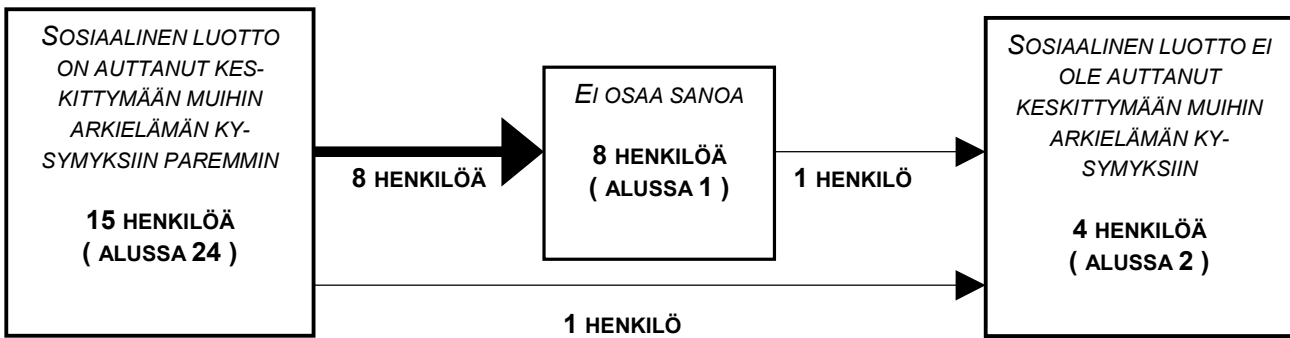 SOSIAALINEN LUOTTO
ON AUTTANUT KES-
KITTYMÄÄN MUIHIN
ARKIELÄMÄN KY-
SYMYKSIIN PAREMMIN
15 HENKILÖÄ
( ALUSSA 24 )
8 HENKILÖÄ
EI OSAA SANOA
8 HENKILÖÄ
( ALUSSA 1 )
1 HENKILÖ
SOSIAALINEN LUOTTO EI
OLE AUTTANUT
KESKITTYMÄÄN MUIHIN
ARKIELÄMÄN KY-
SYMYKSIIN
4 HENKILÖÄ
( ALUSSA 2 )
1 HENKILÖ